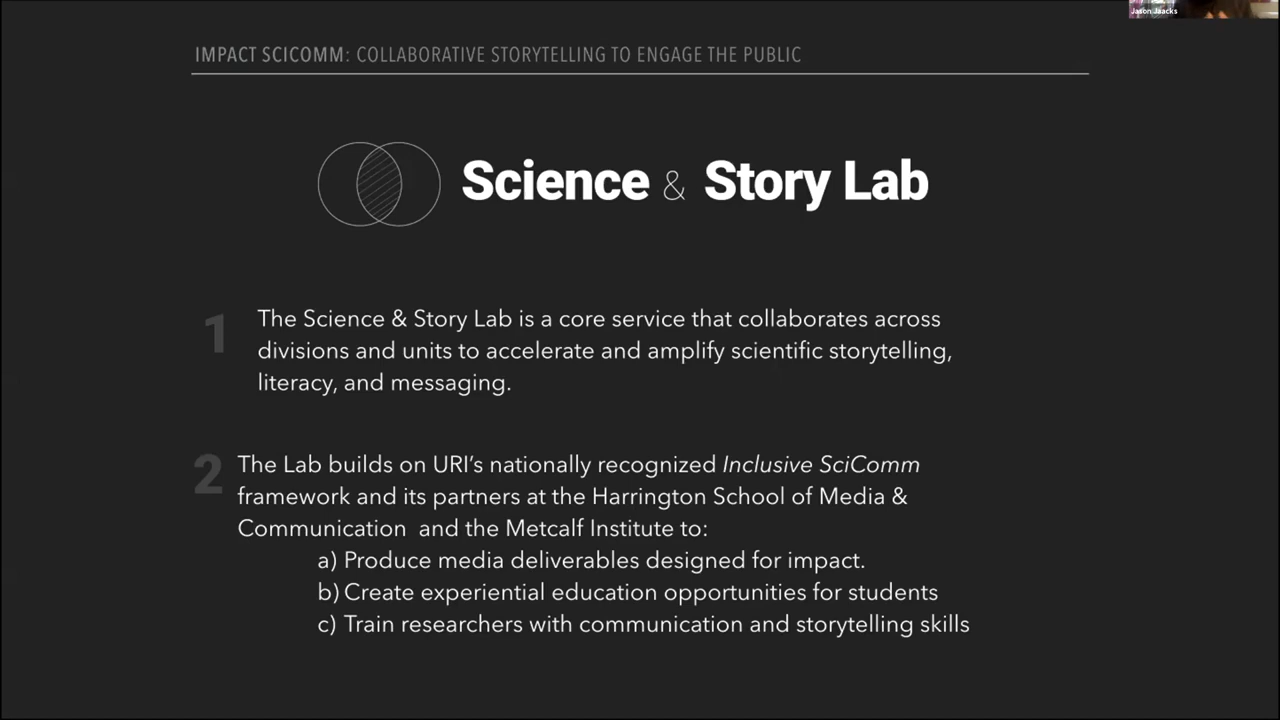 Jason Jaacks
IMPACT SCICOMM: COLLABORATIVE STORYTELLING TO ENGAGE THE PUBLIC
Science & Story Lab
1
The Science & Story Lab is a core service that collaborates across
divisions and units to accelerate and amplify scientific storytelling,
literacy, and messaging.
2
The Lab builds on URI’s nationally recognized Inclusive SciComm
framework and its partners at the Harrington School of Media &
Communication and the Metcalf Institute to:
a) Produce media deliverables designed for impact.
b) Create experiential education opportunities for students
c) Train researchers with communication and storytelling skills